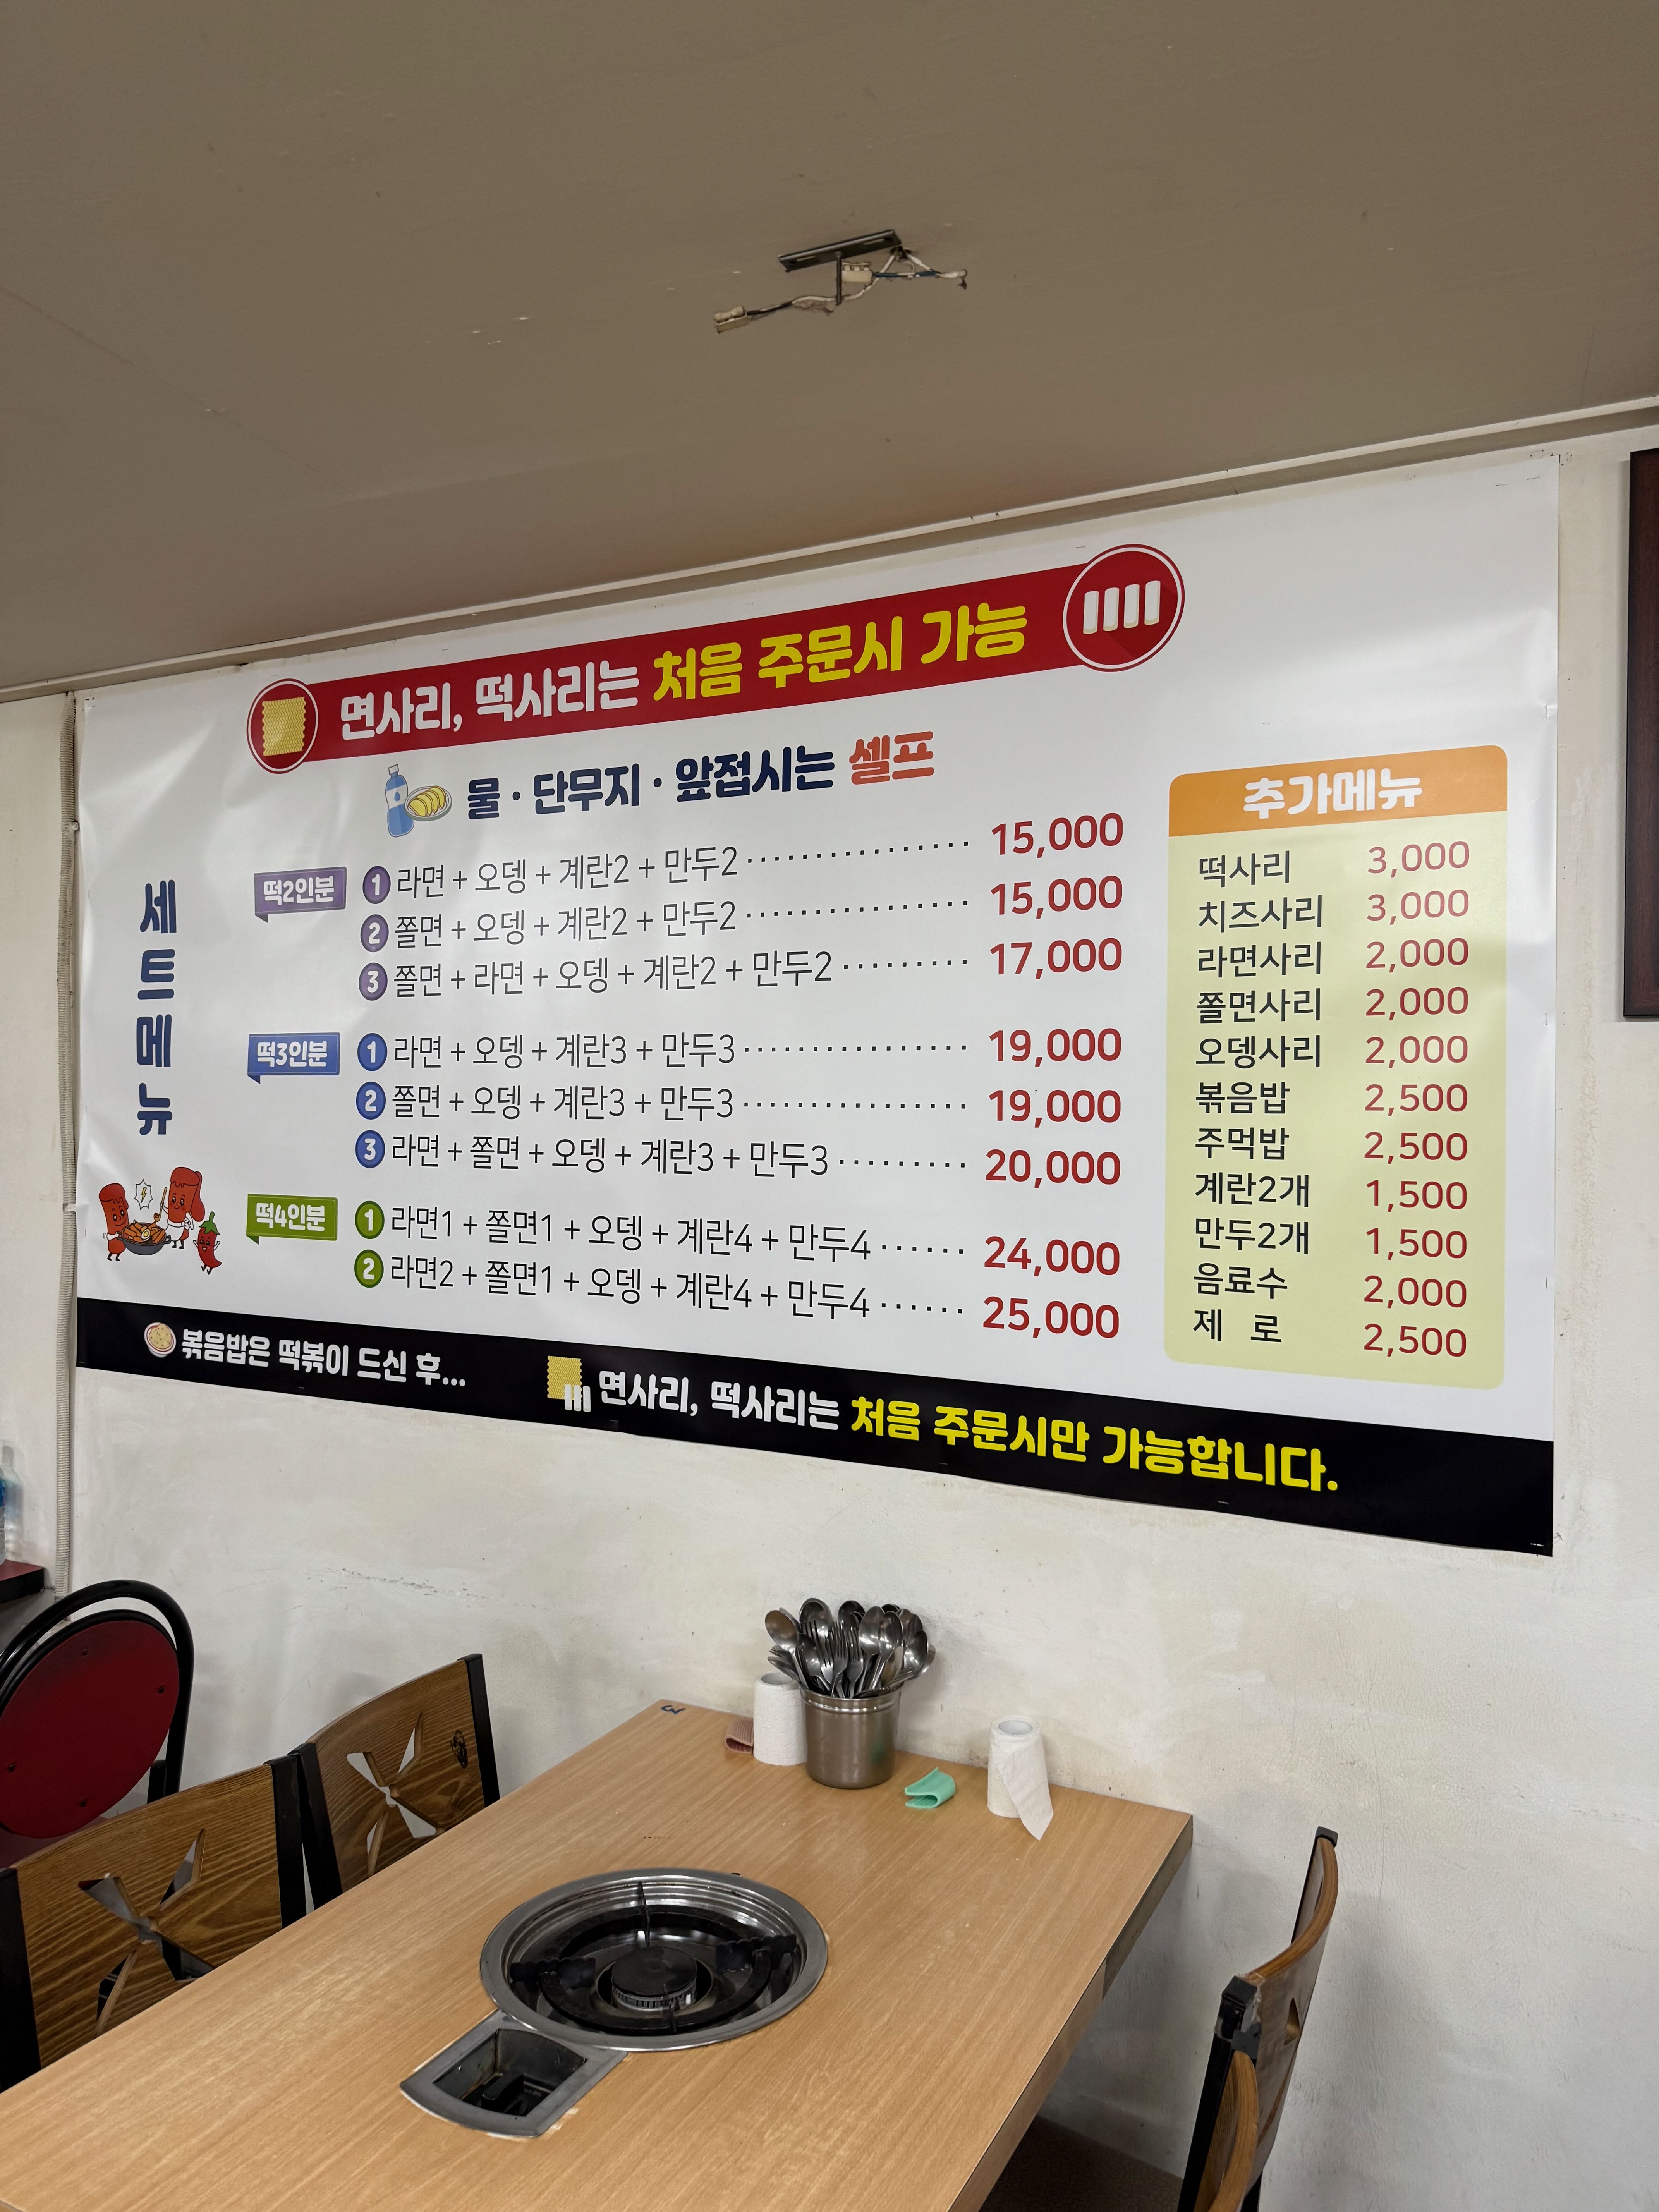 면사리, 떡사리는 처음 주문시 가능
물 · 단무지 · 앞접시는 셀프
세트메뉴
떡2인분
1 라면 + 오뎅 + 계란2 + 만두2 ················ 15,000
2 쫄면 + 오뎅 + 계란2 + 만두2 ················ 15,000
3 쫄면 + 라면 + 오뎅 + 계란2 + 만두2 ········· 17,000
떡3인분
1 라면 + 오뎅 + 계란3 + 만두3 ················ 19,000
2 쫄면 + 오뎅 + 계란3 + 만두3 ················ 19,000
3 라면 + 쫄면 + 오뎅 + 계란3 + 만두3 ········· 20,000
떡4인분
1 라면1 + 쫄면1 + 오뎅 + 계란4 + 만두4 ······ 24,000
2 라면2 + 쫄면1 + 오뎅 + 계란4 + 만두4 ······ 25,000
추가메뉴
떡사리 3,000
치즈사리 3,000
라면사리 2,000
쫄면사리 2,000
오뎅사리 2,000
볶음밥 2,500
주먹밥 2,500
계란2개 1,500
만두2개 1,500
음료수 2,000
제 로 2,500
볶음밥은 떡볶이 드신 후...
면사리, 떡사리는 처음 주문시만 가능합니다.
3